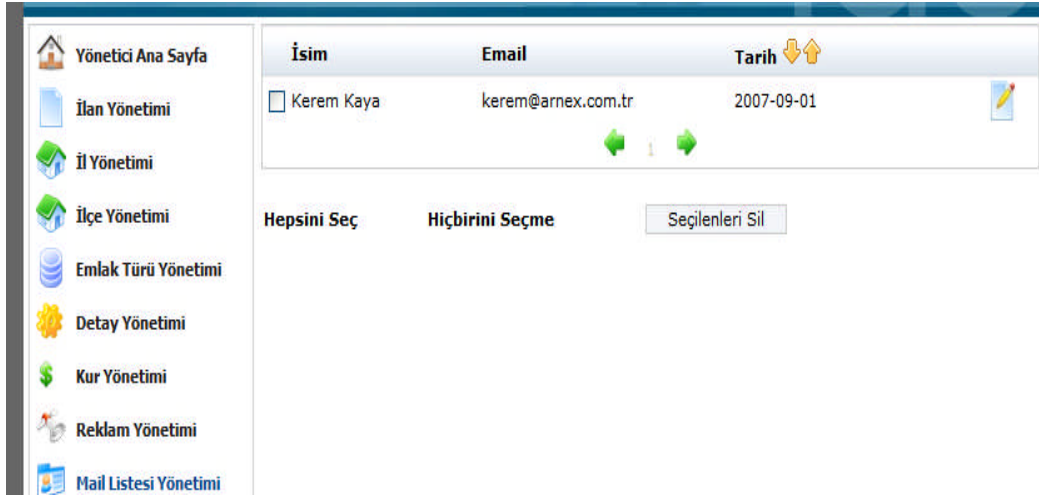 Yönetici Ana Sayfa
İlan Yönetimi
İl Yönetimi
İlçe Yönetimi
Emlak Türü Yönetimi
Detay Yönetimi
Kur Yönetimi
Reklam Yönetimi
Mail Listesi Yönetimi
İsim Email Tarih
Kerem Kaya kerem@arnex.com.tr 2007-09-01
1
Hepsini Seç Hiçbirini Seçme Seçilenleri Sil